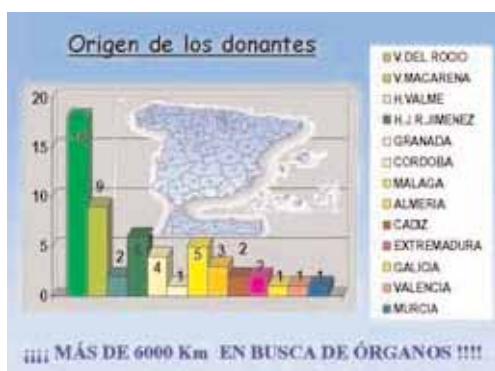 Origen de los donantes
20
15
10
5
0
9
2
4
1
5
3
2
2
1
1
1
V.DEL ROCIO
V.MACARENA
H.VALME
H.J.R.JIMENEZ
GRANADA
CORDOBA
MALAGA
ALMERIA
CADIZ
EXTREMADURA
GALICIA
VALENCIA
MURCIA
¡¡¡¡ MÁS DE 6000 Km EN BUSCA DE ÓRGANOS !!!!